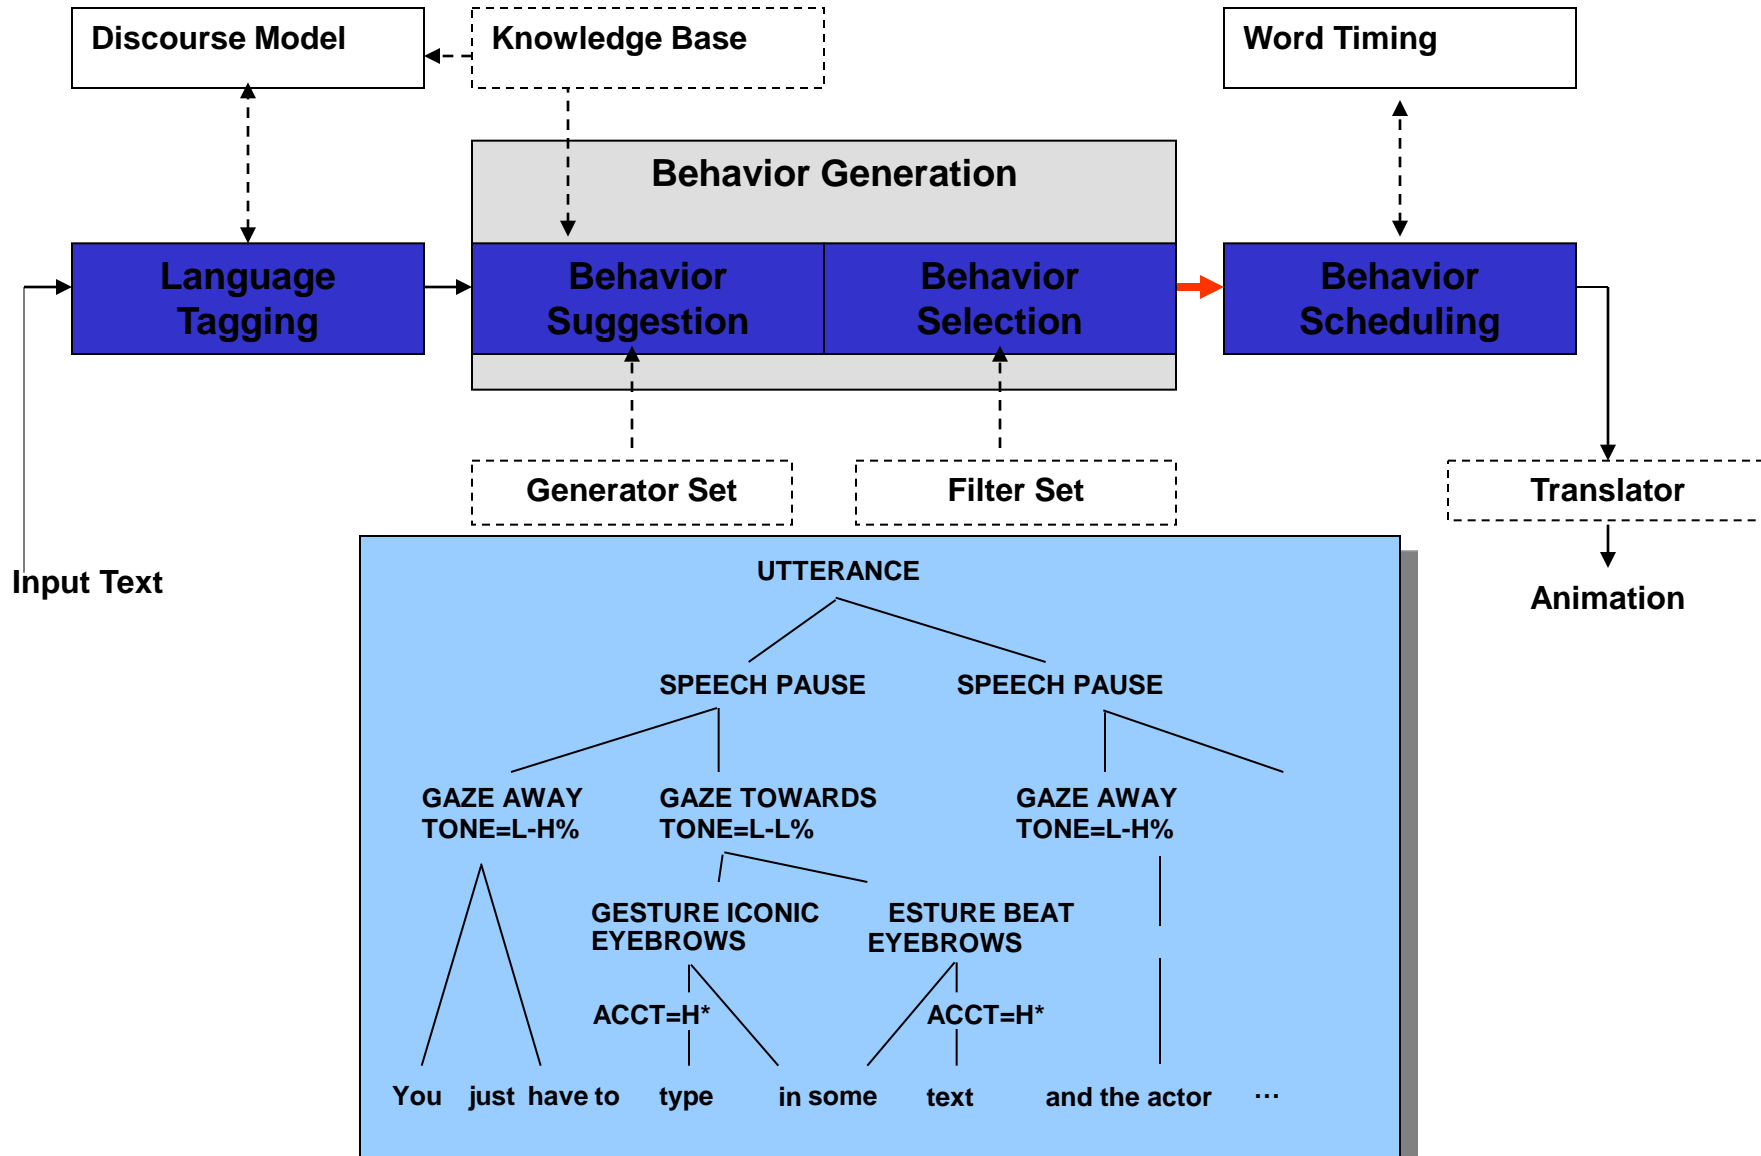 Discourse Model
Knowledge Base
Word Timing
Behavior Generation
Language
Tagging
Behavior
Suggestion
Behavior
Selection
Behavior
Scheduling
Generator Set
Filter Set
Translator
Input Text
Animation
UTTERANCE
SPEECH PAUSE
SPEECH PAUSE
GAZE AWAY
TONE=L-H%
GAZE TOWARDS
TONE=L-L%
GAZE AWAY
TONE=L-H%
GESTURE ICONIC
EYEBROWS
ESTURE BEAT
EYEBROWS
ACCT=H*
ACCT=H*
You just have to type in some text and the actor …